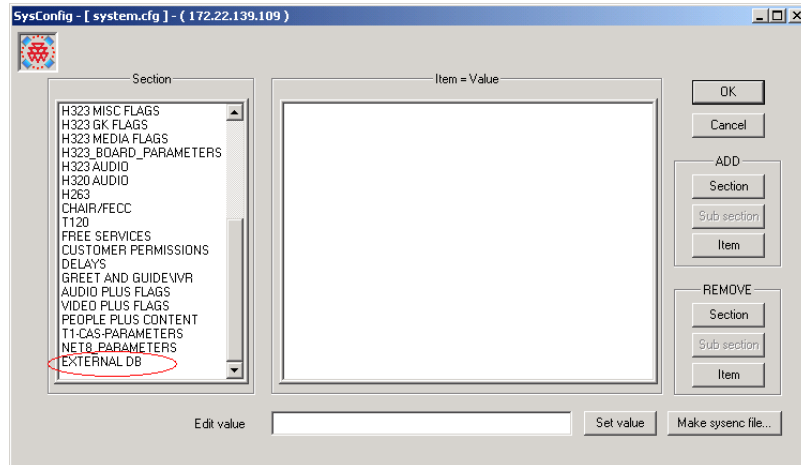 SysConfig - [ system.cfg ] - ( 172.22.139.109 )
Section
H323 MISC FLAGS
H323 GK FLAGS
H323 MEDIA FLAGS
H323_BOARD_PARAMETERS
H323 AUDIO
H320 AUDIO
H263
CHAIR/FECC
T120
FREE SERVICES
CUSTOMER PERMISSIONS
DELAYS
GREET AND GUIDE\IVR
AUDIO PLUS FLAGS
VIDEO PLUS FLAGS
PEOPLE PLUS CONTENT
T1-CAS-PARAMETERS
NET8_PARAMETERS
EXTERNAL DB
Item = Value
OK
Cancel
ADD
Section
Sub section
Item
REMOVE
Section
Sub section
Item
Edit value
Set value
Make sysenc file...